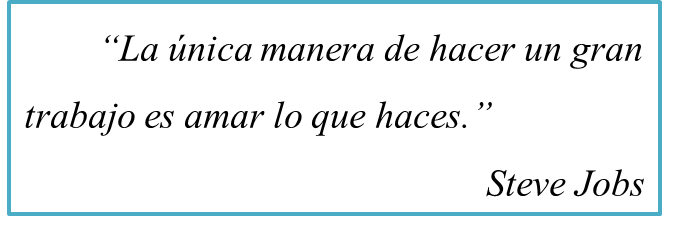 “La única manera de hacer un gran
trabajo es amar lo que haces.”
Steve Jobs